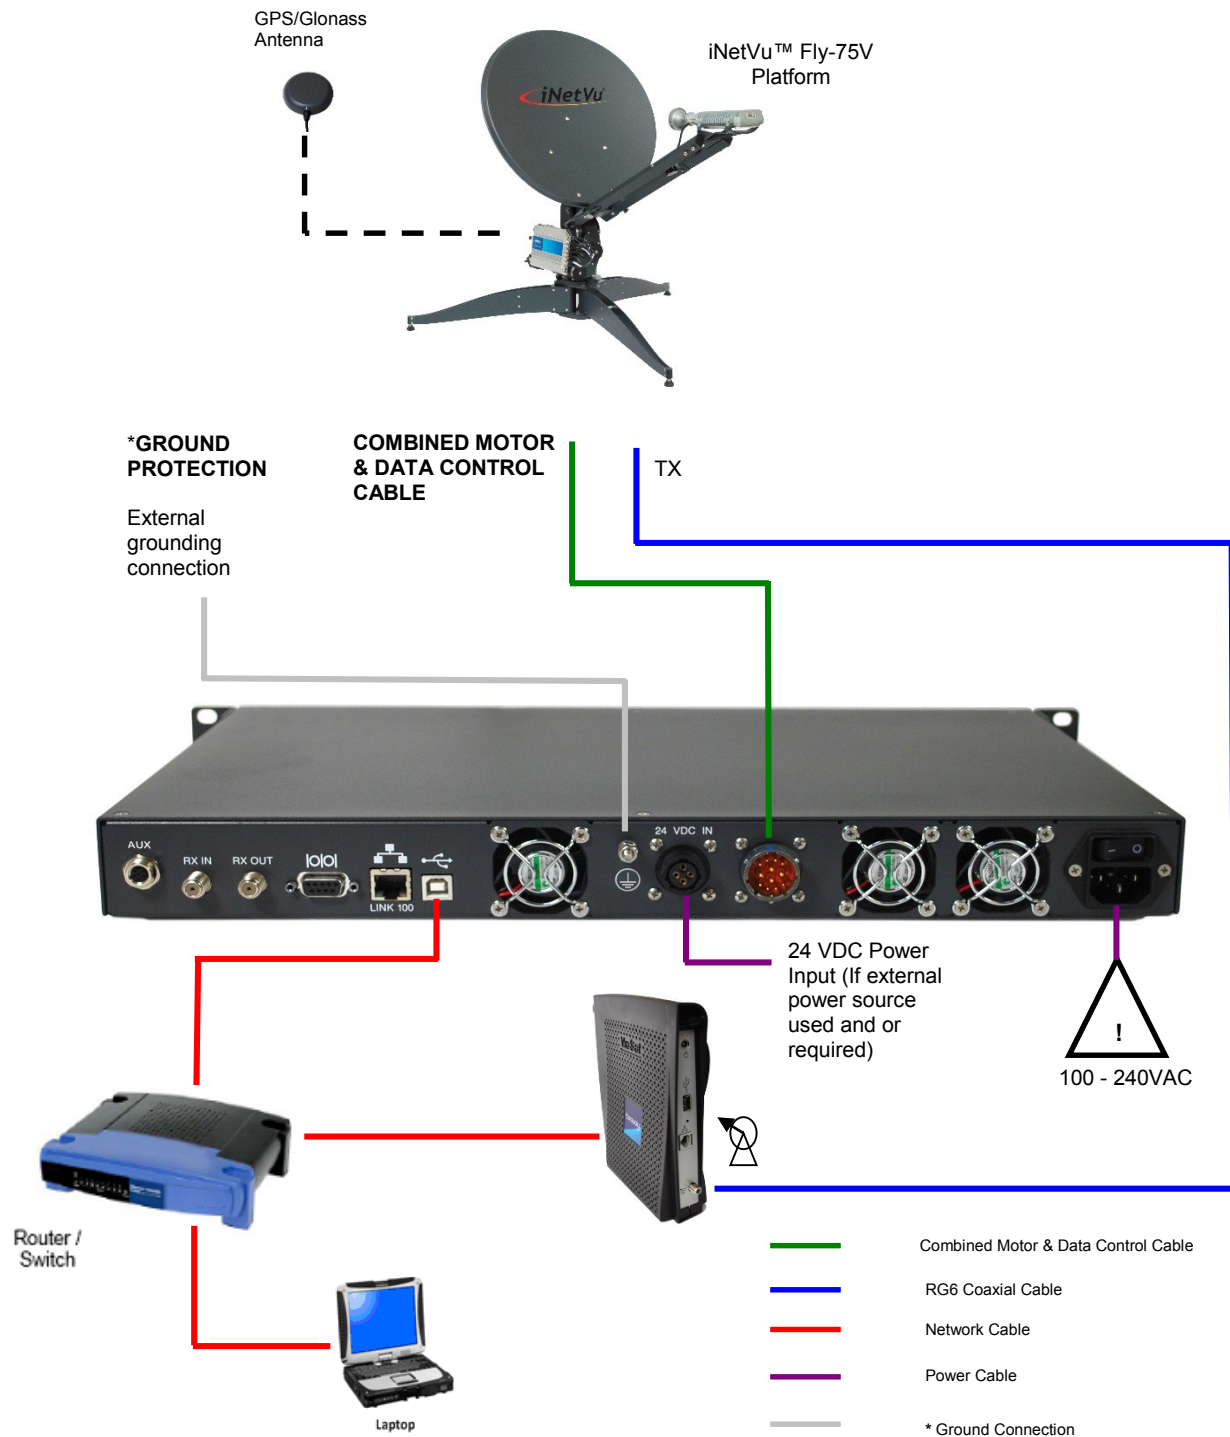 GPS/Glonass
Antenna
iNetVu™ Fly-75V
Platform
iNetVu
*GROUND
PROTECTION
External
grounding
connection
COMBINED MOTOR
& DATA CONTROL
CABLE
TX
AUX
RX IN
RX OUT
|O|O|
LINK 100
24 VDC IN
24 VDC Power
Input (If external
power source
used and or
required)
!
100 - 240VAC
ViaSat
Router /
Switch
Laptop
Combined Motor & Data Control Cable
RG6 Coaxial Cable
Network Cable
Power Cable
* Ground Connection